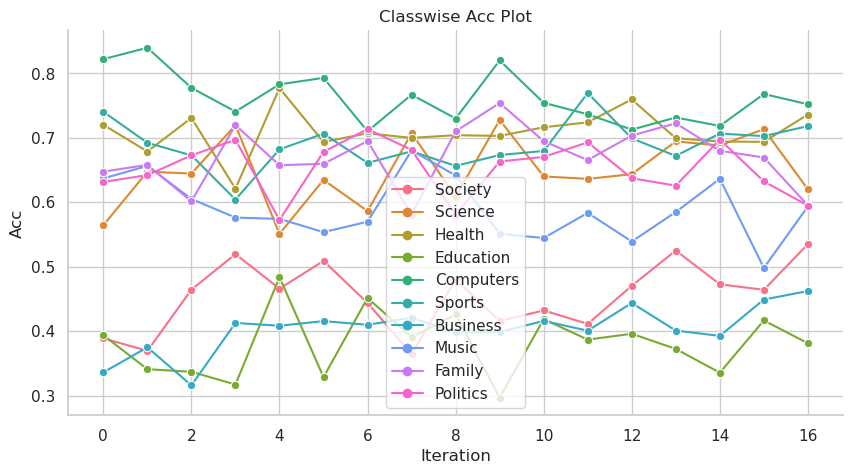 Classwise Acc Plot
Acc
0.8
0.7
0.6
0.5
0.4
0.3
Society
Science
Health
Education
Computers
Sports
Business
Music
Family
Politics
0 2 4 6 8 10 12 14 16
Iteration